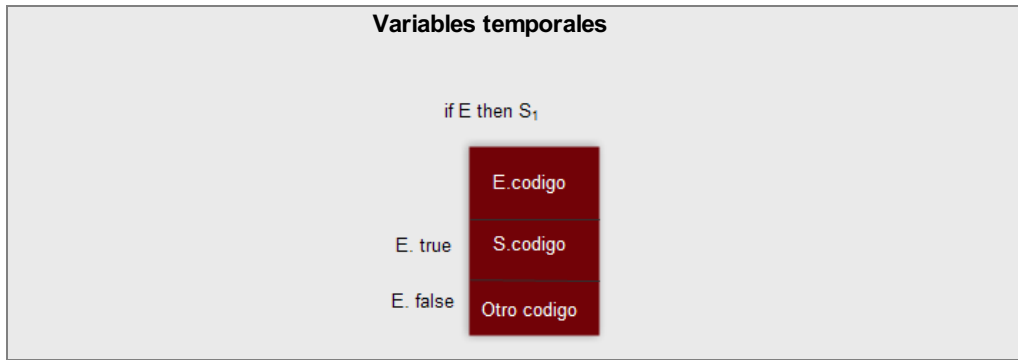 Variables temporales
if E then S₁
E.codigo
E. true S.codigo
E. false Otro codigo